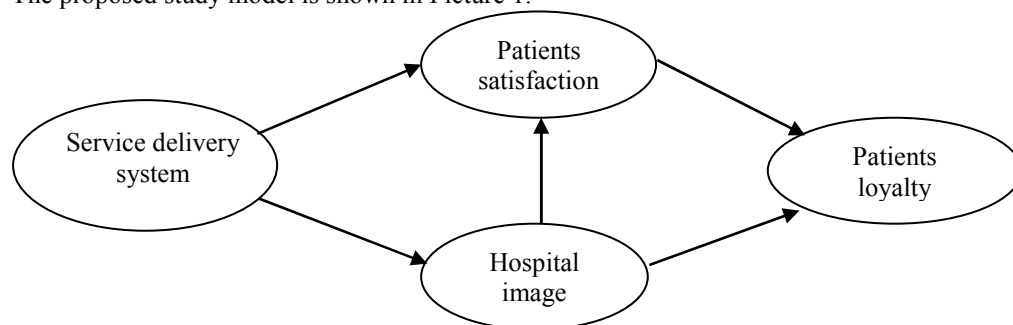 The proposed study model is shown in Picture 1.
Patients
satisfaction
Service delivery
system
Patients
loyalty
Hospital
image